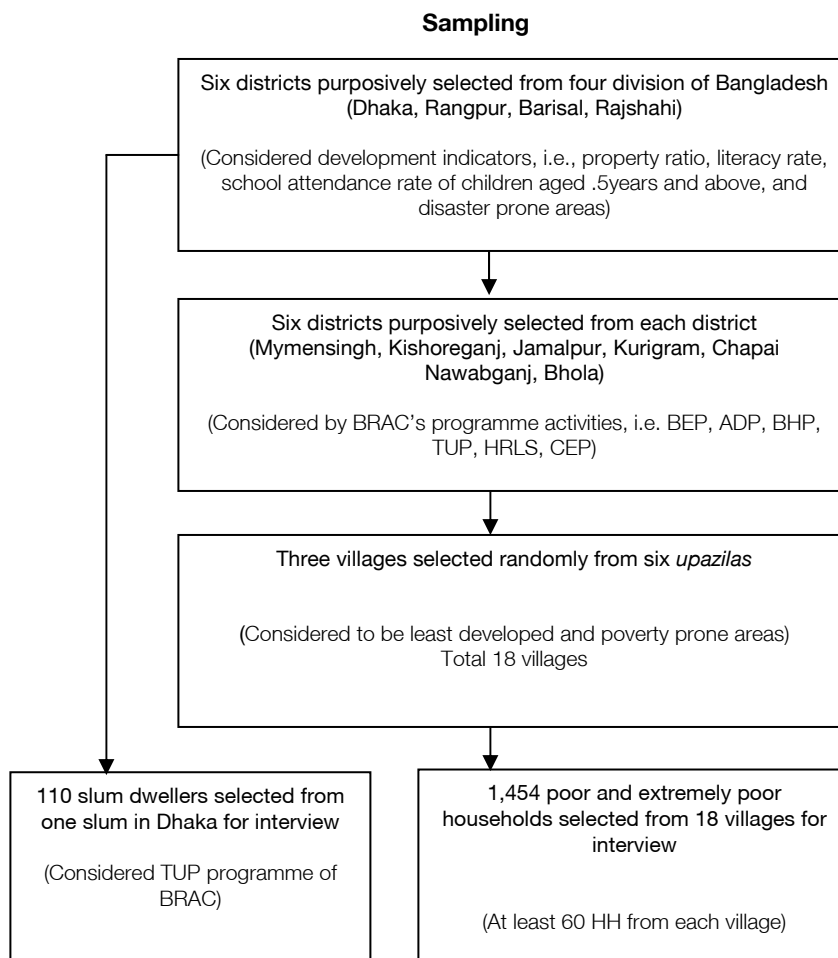 Sampling
Six districts purposively selected from four division of Bangladesh
(Dhaka, Rangpur, Barisal, Rajshahi)
(Considered development indicators, i.e., property ratio, literacy rate,
school attendance rate of children aged .5years and above, and
disaster prone areas)
Six districts purposively selected from each district
(Mymensingh, Kishoreganj, Jamalpur, Kurigram, Chapai
Nawabganj, Bhola)
(Considered by BRAC’s programme activities, i.e. BEP, ADP, BHP,
TUP, HRLS, CEP)
Three villages selected randomly from six upazilas
(Considered to be least developed and poverty prone areas)
Total 18 villages
110 slum dwellers selected from
one slum in Dhaka for interview
(Considered TUP programme of
BRAC)
1,454 poor and extremely poor
households selected from 18 villages for
interview
(At least 60 HH from each village)